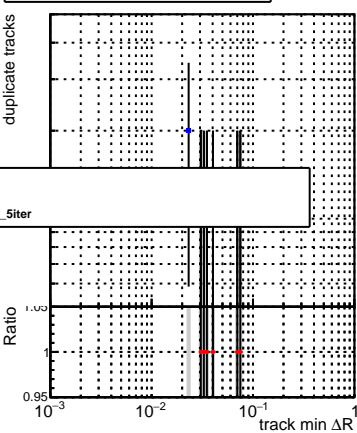 duplicate tracks
_5iter
Ratio
1.05
1
0.95
10⁻³ 10⁻² 10⁻¹ 1
track min ΔR